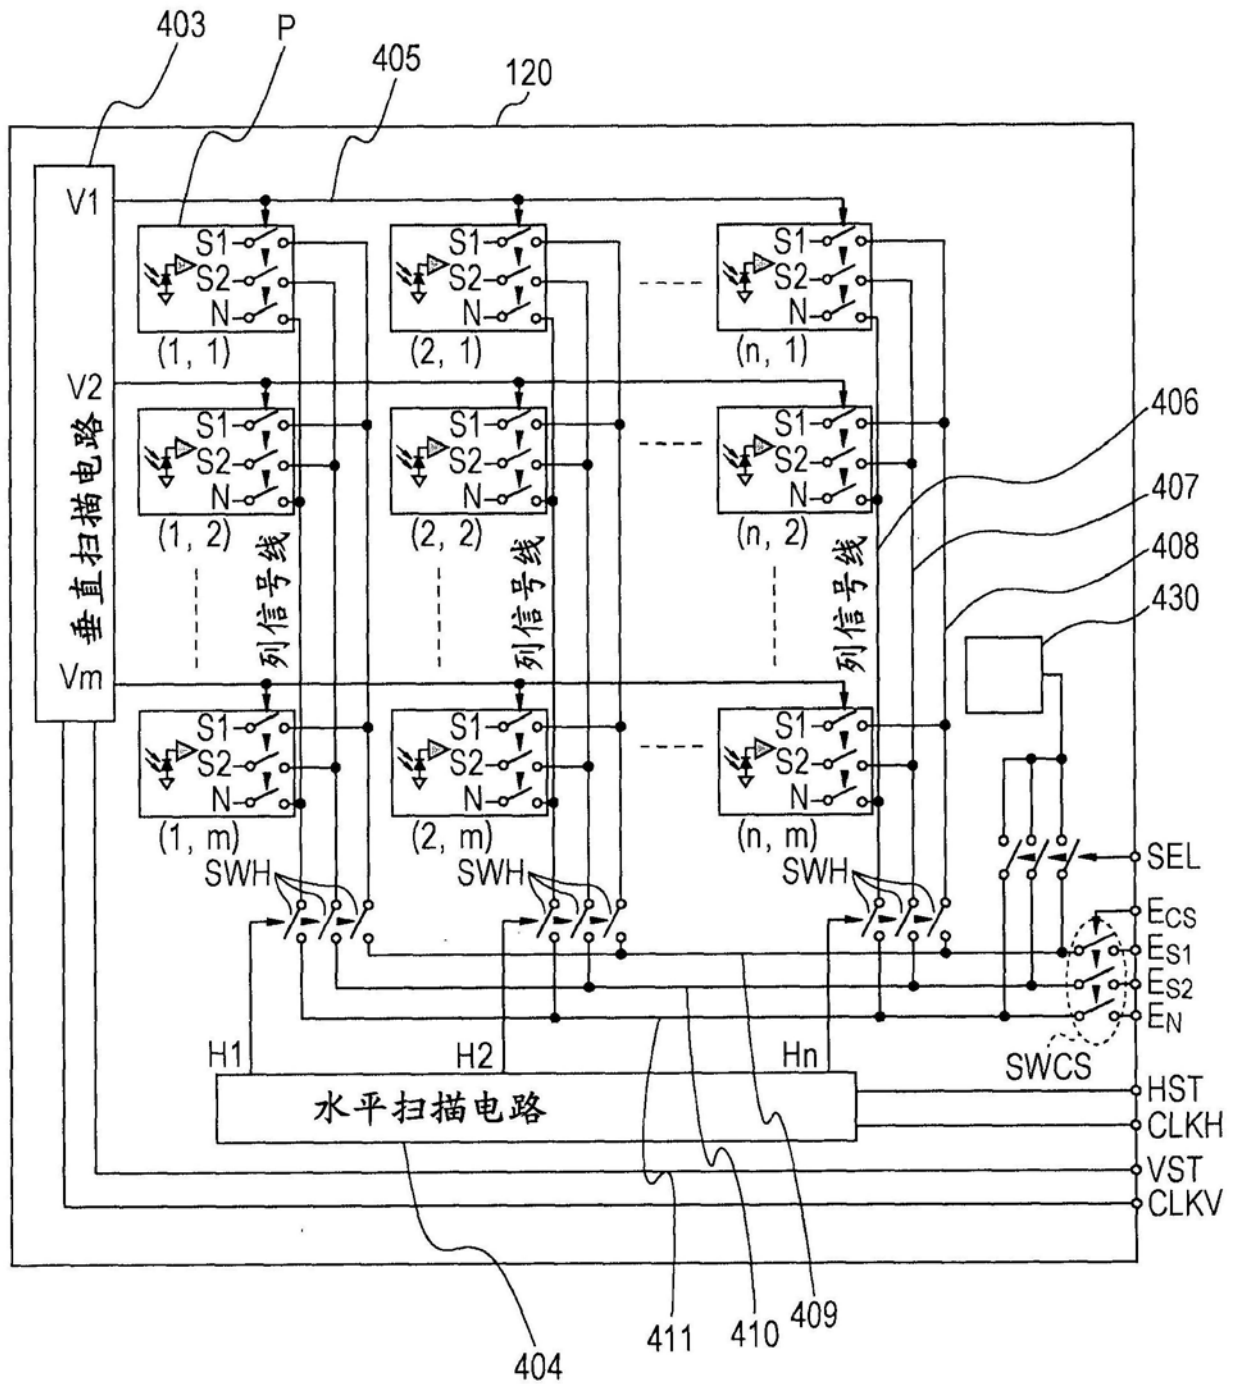 403
P
405
120
V1
S1
S2
N
(1, 1)
S1
S2
N
(2, 1)
S1
S2
N
(n, 1)
V2
S1
S2
N
(1, 2)
S1
S2
N
(2, 2)
S1
S2
N
(n, 2)
406
407
408
430
垂直扫描电路
列信号线
列信号线
列信号线
Vm
S1
S2
N
(1, m)
S1
S2
N
(2, m)
S1
S2
N
(n, m)
SWH
SWH
SWH
SEL
ECS
ES1
ES2
EN
SWCS
H1
H2
Hn
水平扫描电路
HST
CLKH
VST
CLKV
411
410
409
404